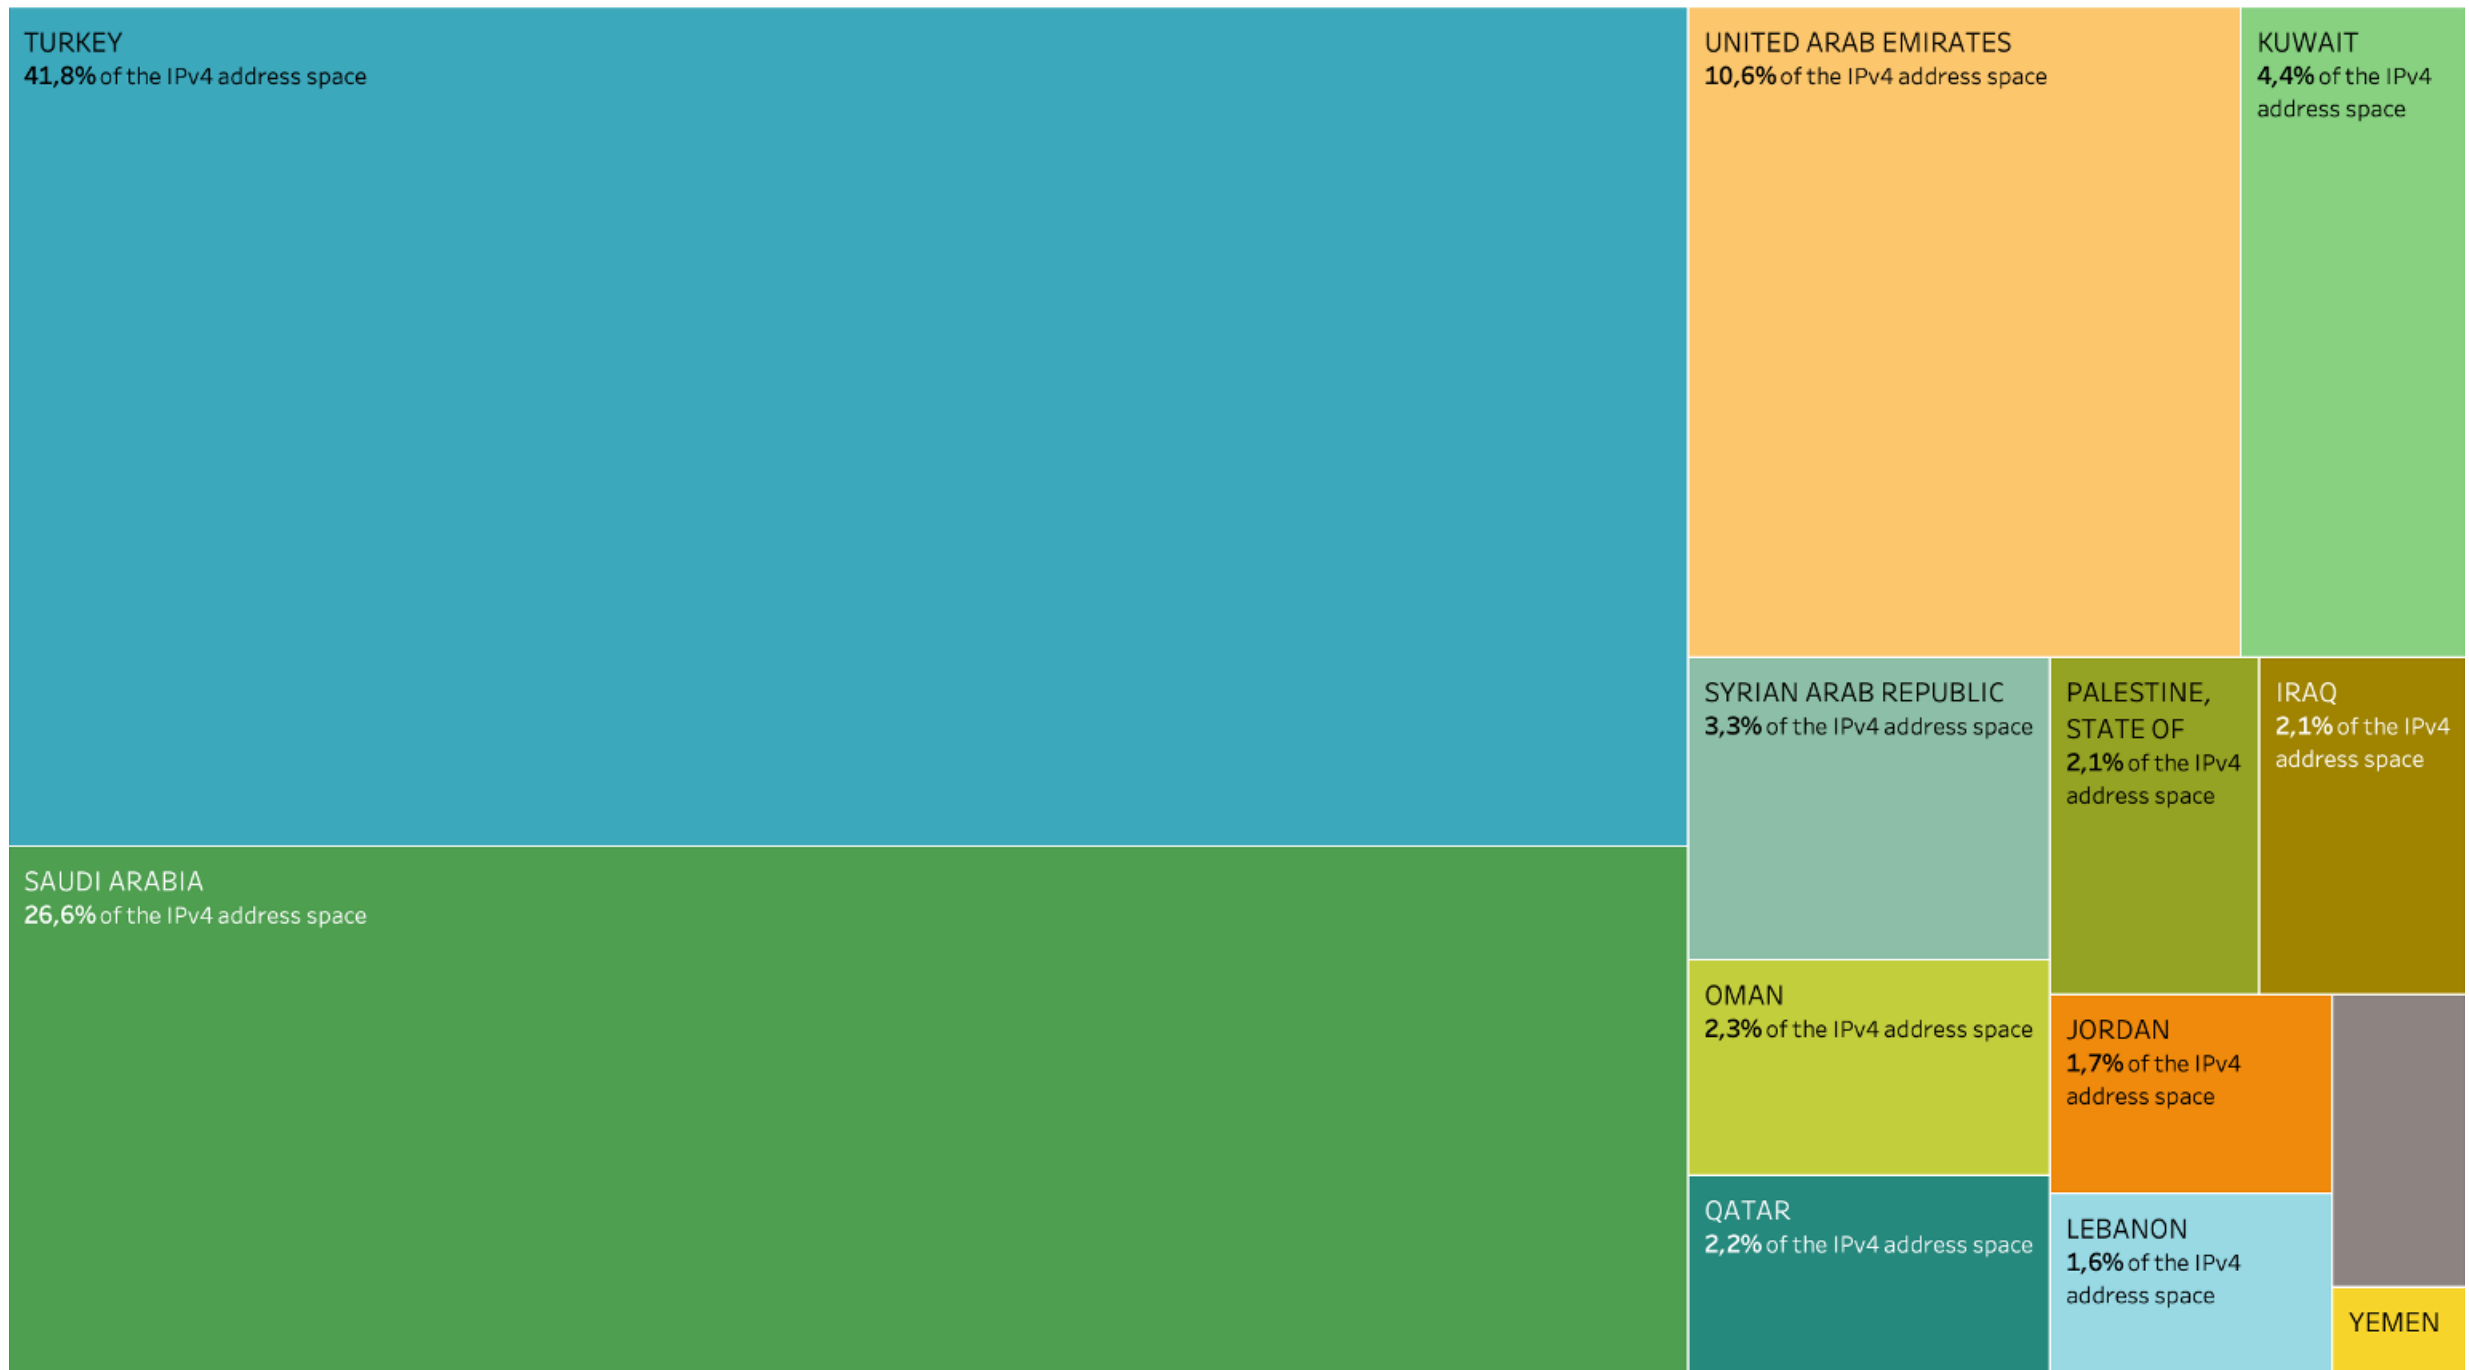 TURKEY
41,8% of the IPv4 address space
UNITED ARAB EMIRATES
10,6% of the IPv4 address space
KUWAIT
4,4% of the IPv4
address space
SYRIAN ARAB REPUBLIC
3,3% of the IPv4 address space
PALESTINE,
STATE OF
2,1% of the IPv4
address space
IRAQ
2,1% of the IPv4
address space
SAUDI ARABIA
26,6% of the IPv4 address space
OMAN
2,3% of the IPv4 address space
JORDAN
1,7% of the IPv4
address space
QATAR
2,2% of the IPv4 address space
LEBANON
1,6% of the IPv4
address space
YEMEN